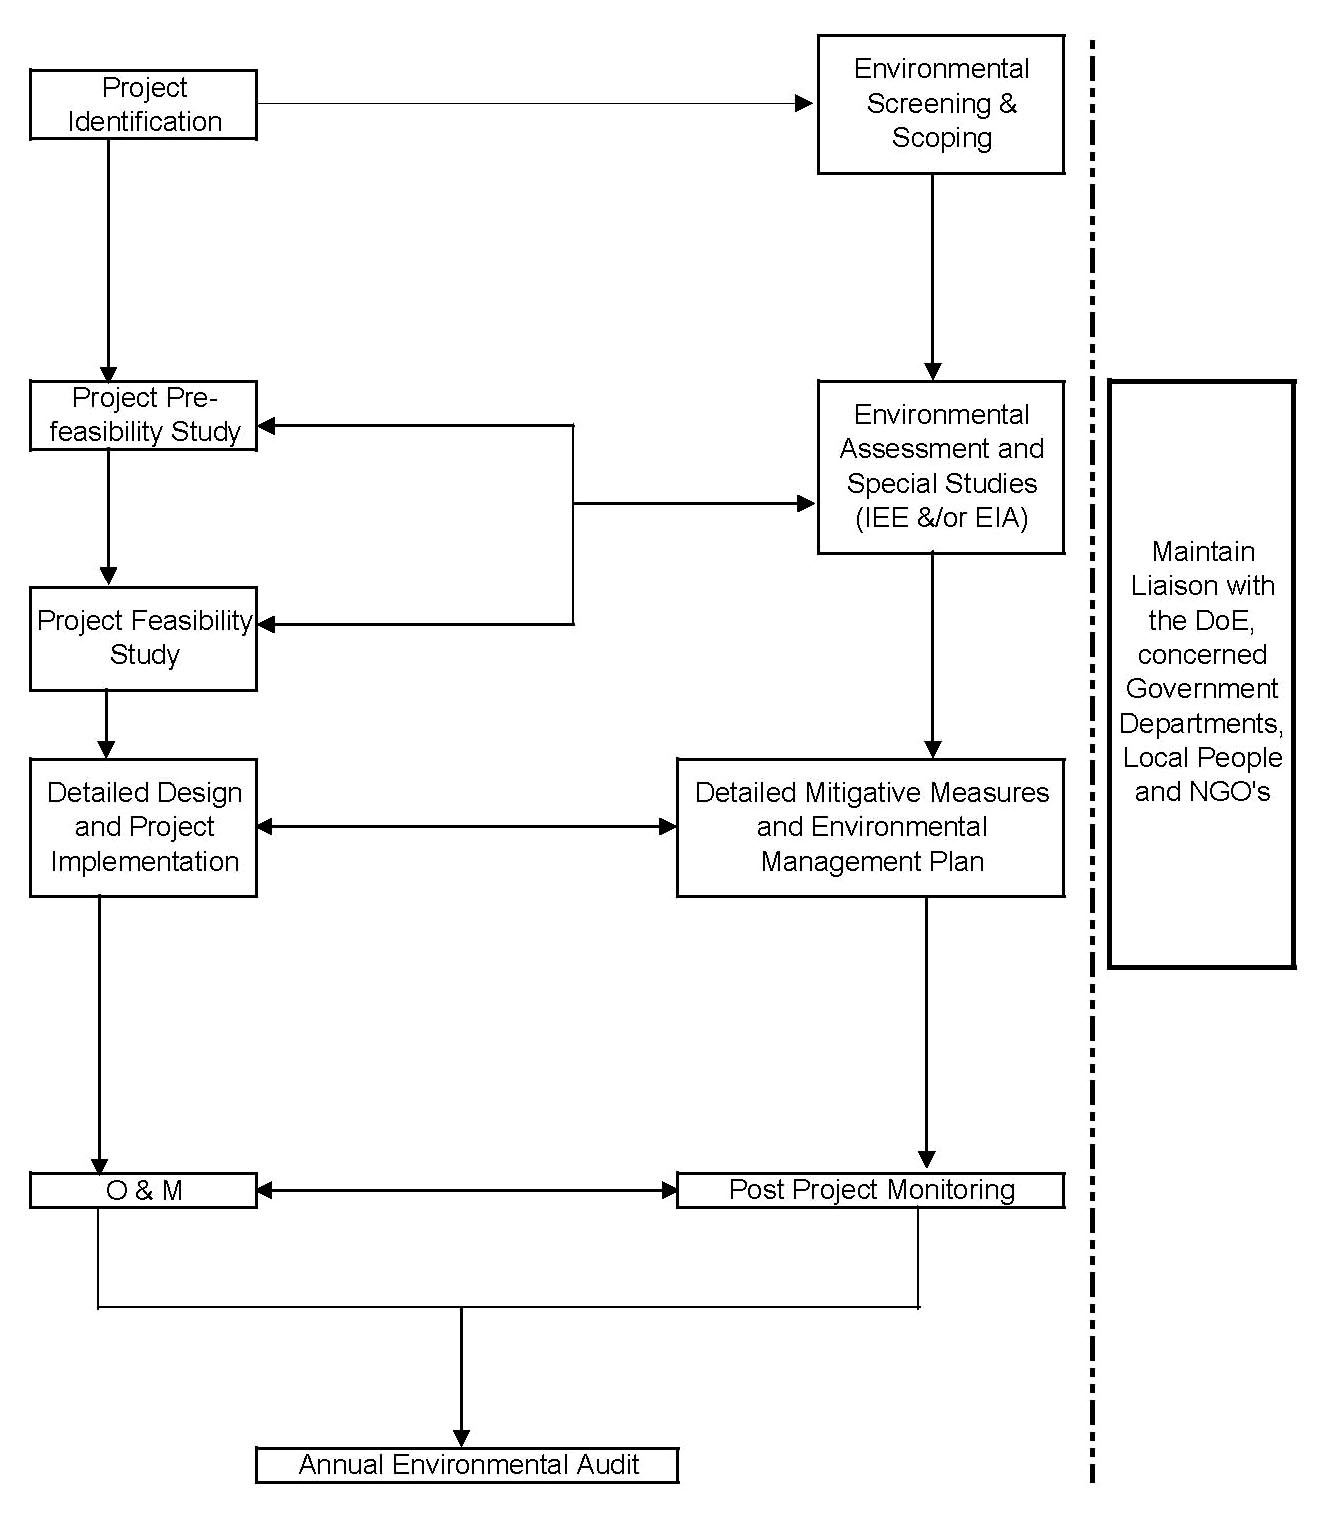 Project
Identification
Environmental
Screening &
Scoping
Project Pre-
feasibility Study
Environmental
Assessment and
Special Studies
(IEE &/or EIA)
Project Feasibility
Study
Detailed Design
and Project
Implementation
Detailed Mitigative Measures
and Environmental
Management Plan
Maintain
Liaison with
the DoE,
concerned
Government
Departments,
Local People
and NGO's
O & M
Post Project Monitoring
Annual Environmental Audit